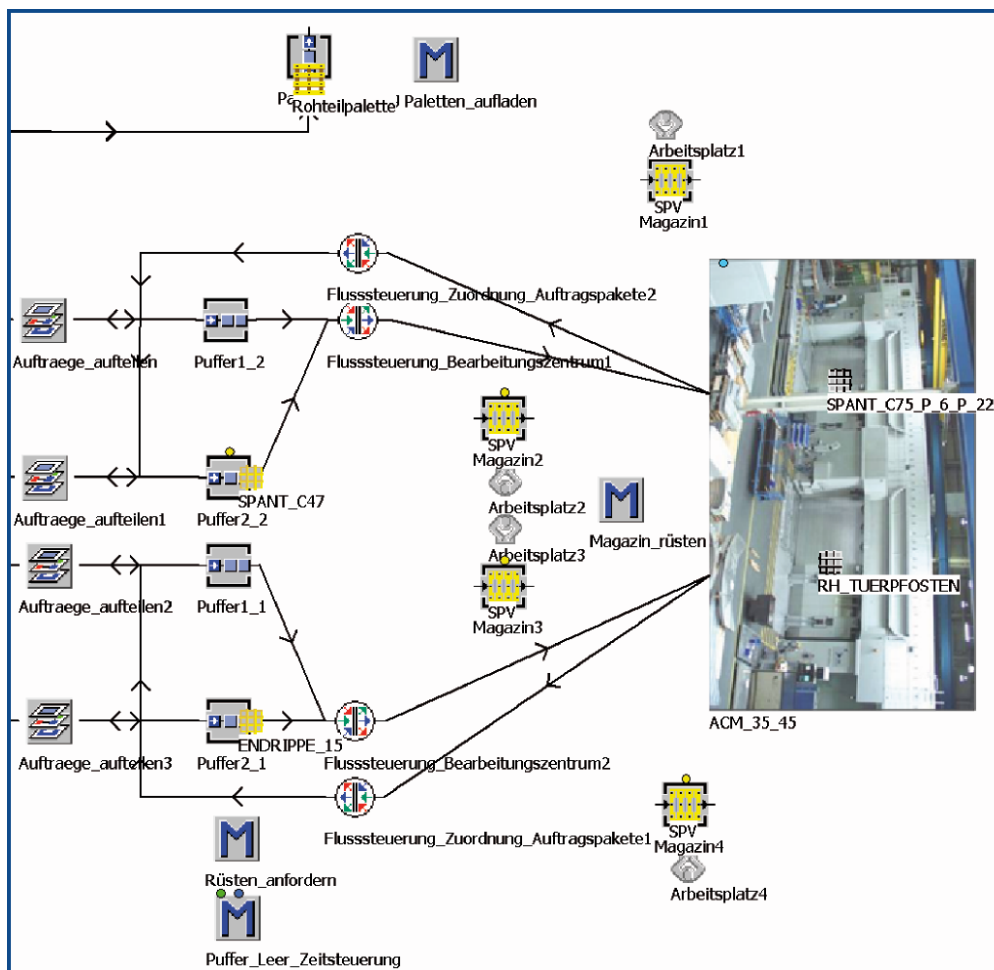 Rohteilpalette
Paletten_aufladen
Arbeitsplatz1
SPV
Magazin1
Flusssteuerung_Zuordnung_Auftragspakete2
Auftraege_aufteilen
Puffer1_2
Flusssteuerung_Bearbeitungszentrum1
SPANT_C75_P_6_P_22
SPV
Magazin2
SPANT_C47
Arbeitsplatz2
Auftraege_aufteilen1
Puffer2_2
Magazin_rüsten
Arbeitsplatz3
Auftraege_aufteilen2
Puffer1_1
SPV
Magazin3
RH_TUERPFOSTEN
ACM_35_45
ENDRIPPE_15
Auftraege_aufteilen3
Puffer2_1
Flusssteuerung_Bearbeitungszentrum2
Flusssteuerung_Zuordnung_Auftragspakete1
SPV
Magazin4
Rüsten_anfordern
Arbeitsplatz4
Puffer_Leer_Zeitsteuerung